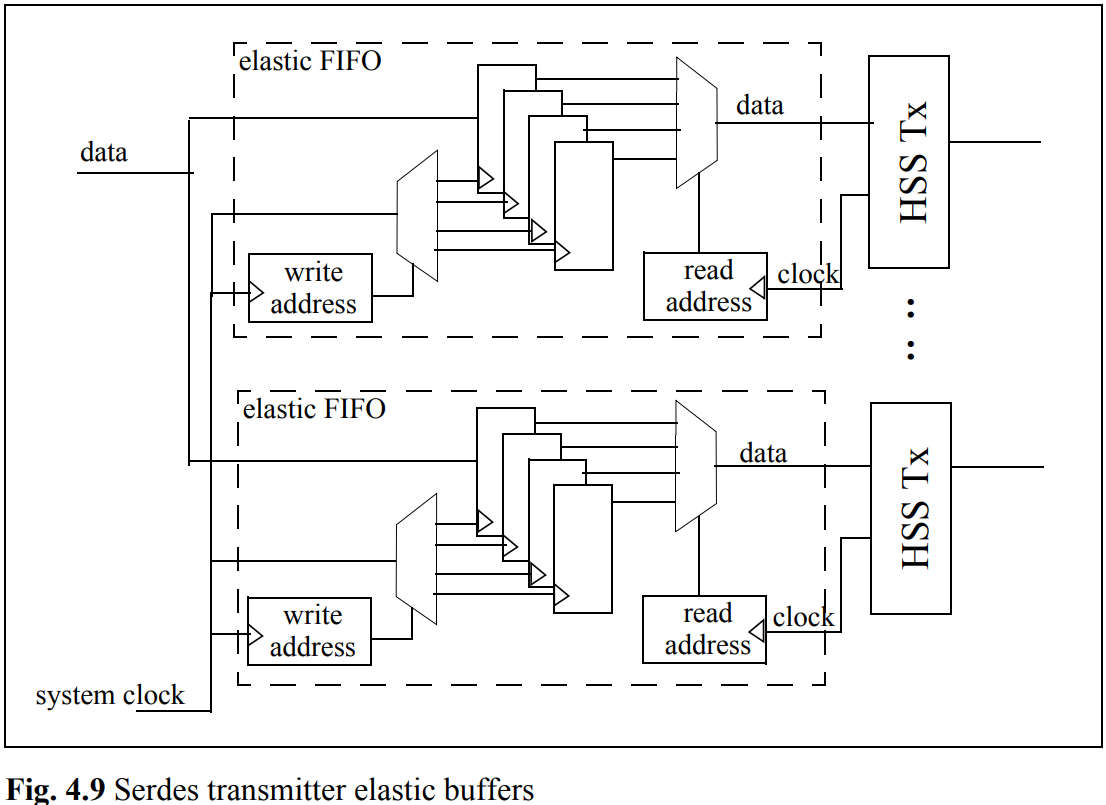 elastic FIFO
data
data
write
address
read
address
clock
HSS Tx
elastic FIFO
data
write
address
read
address
clock
HSS Tx
system clock
Fig. 4.9 Serdes transmitter elastic buffers